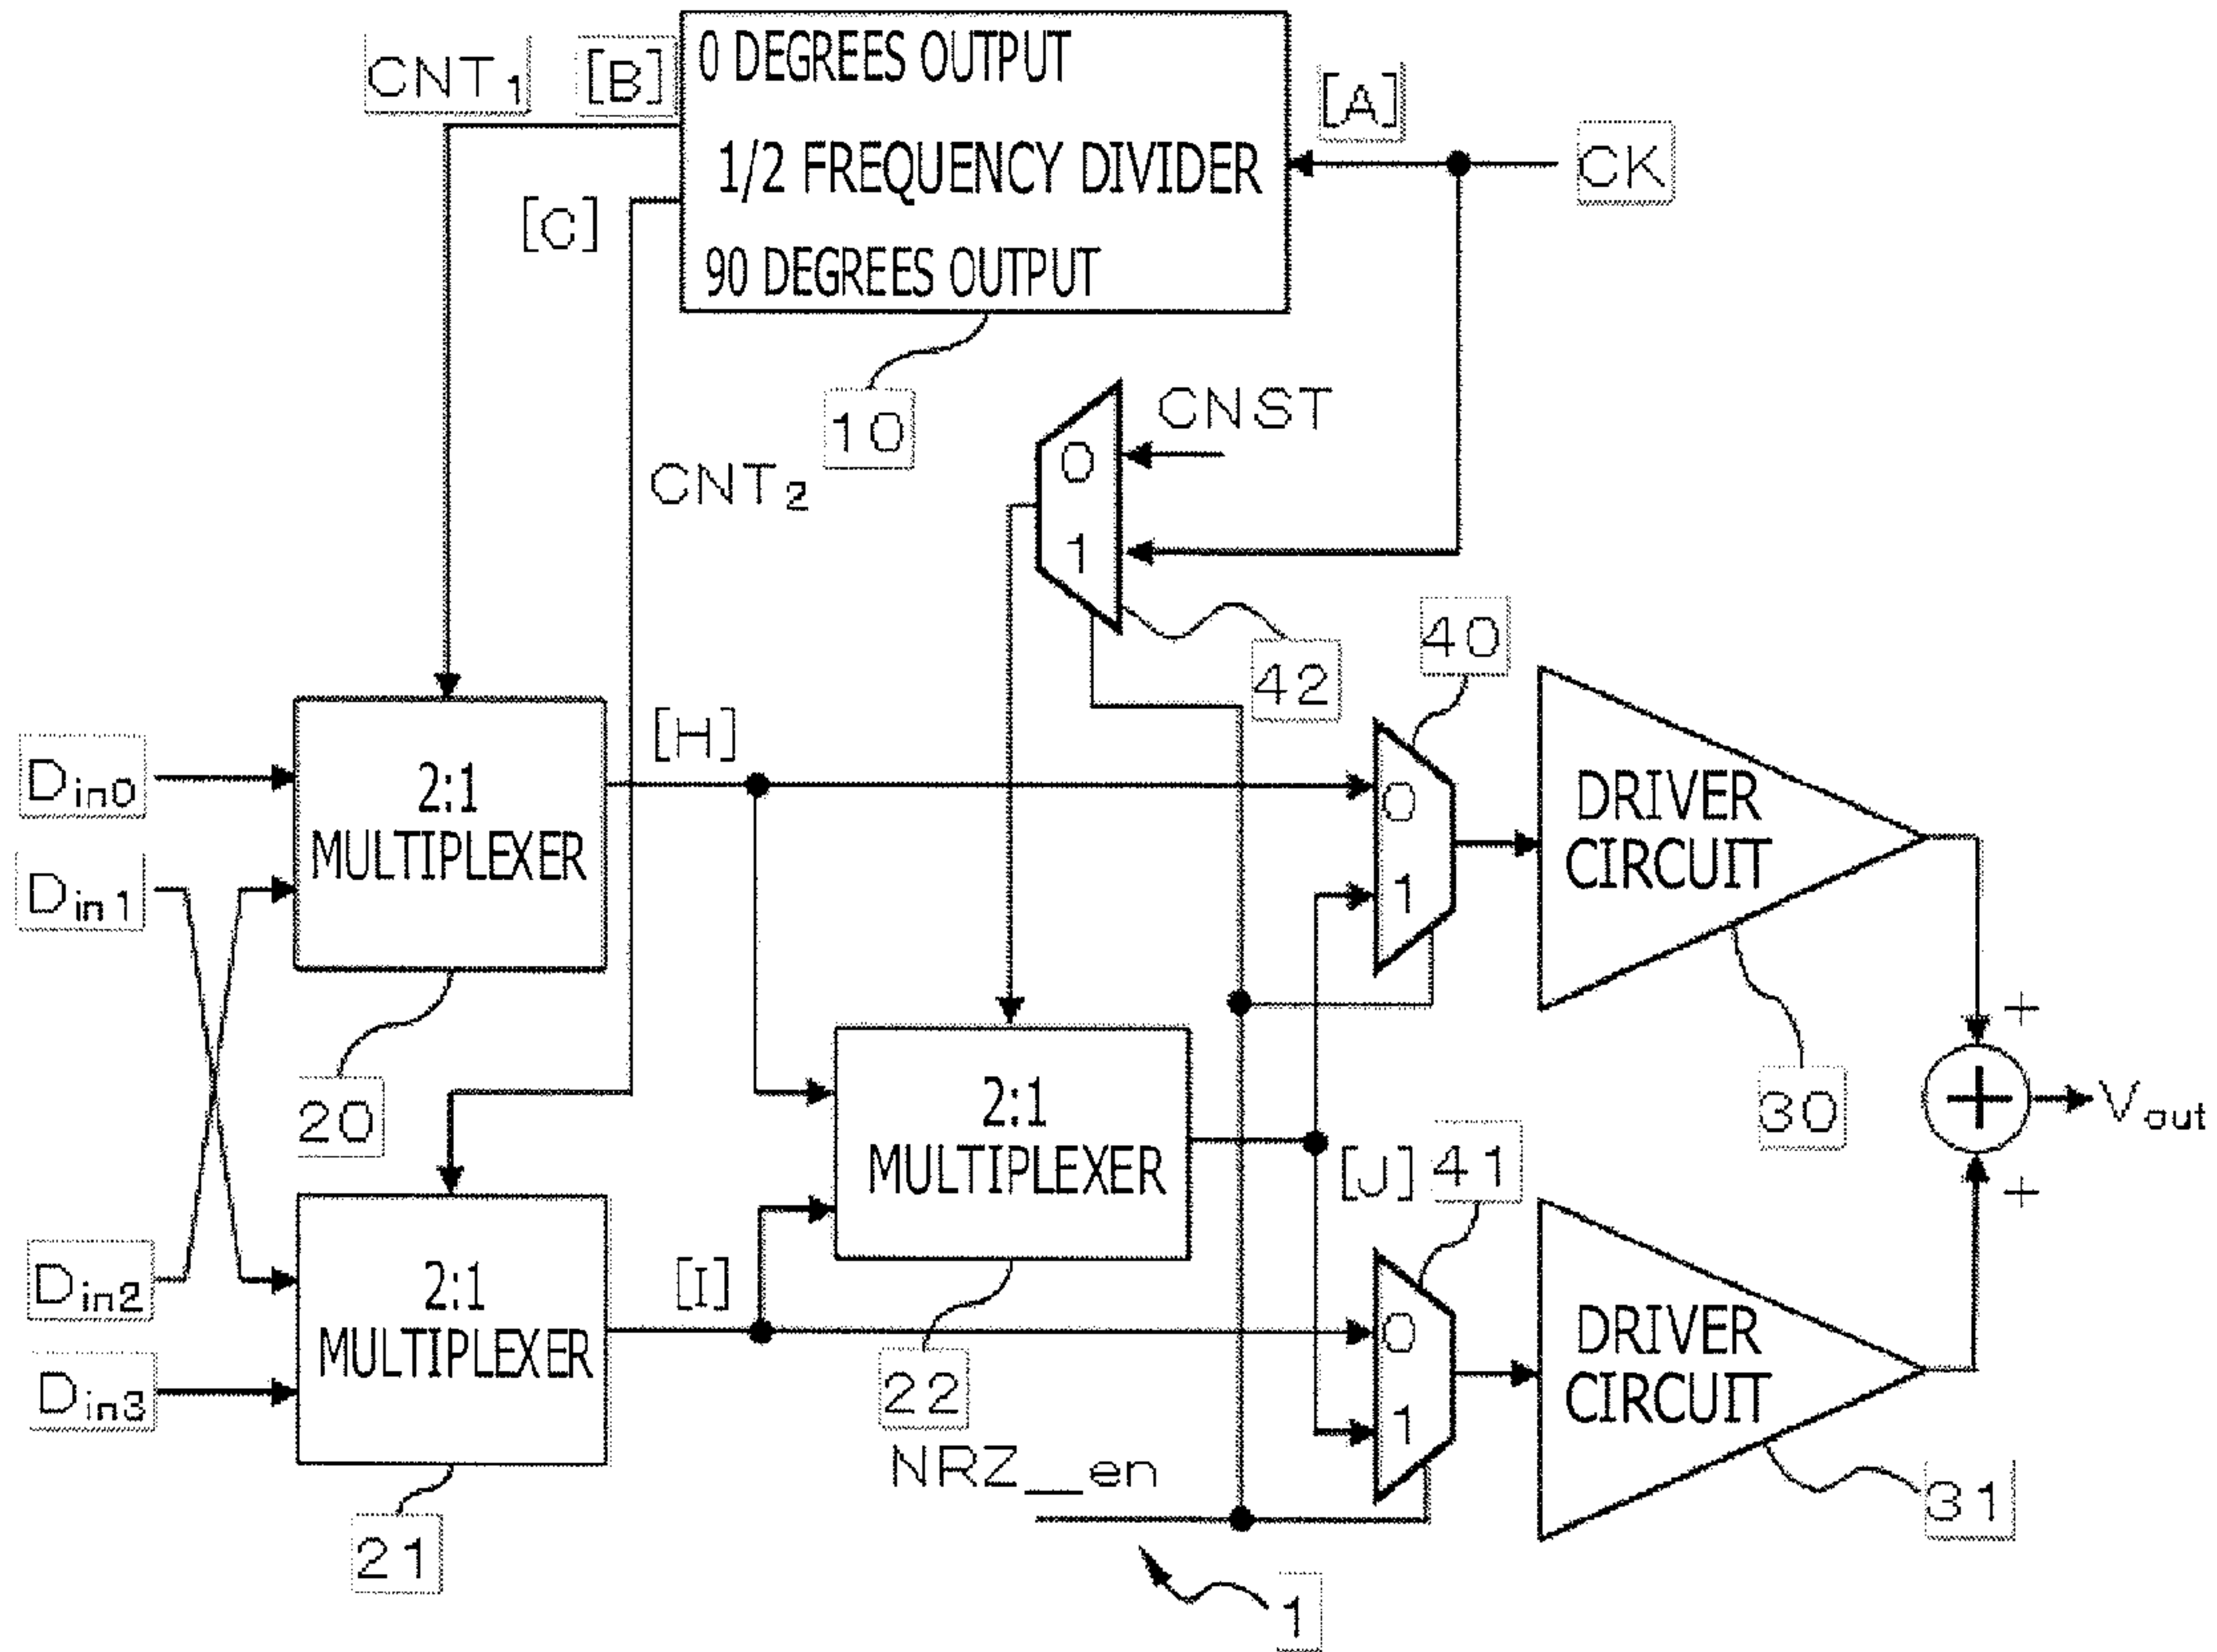 CNT1
[B]
0 DEGREES OUTPUT
1/2 FREQUENCY DIVIDER
90 DEGREES OUTPUT
[A]
CK
[C]
10
CNST
CNT2
0
1
42
40
[H]
Din0
Din1
2:1
MULTIPLEXER
20
0
1
DRIVER
CIRCUIT
30
+
2:1
MULTIPLEXER
22
[J]
41
+
Vout
+
Din2
Din3
2:1
MULTIPLEXER
21
[I]
0
1
DRIVER
CIRCUIT
31
NRZ__en
1